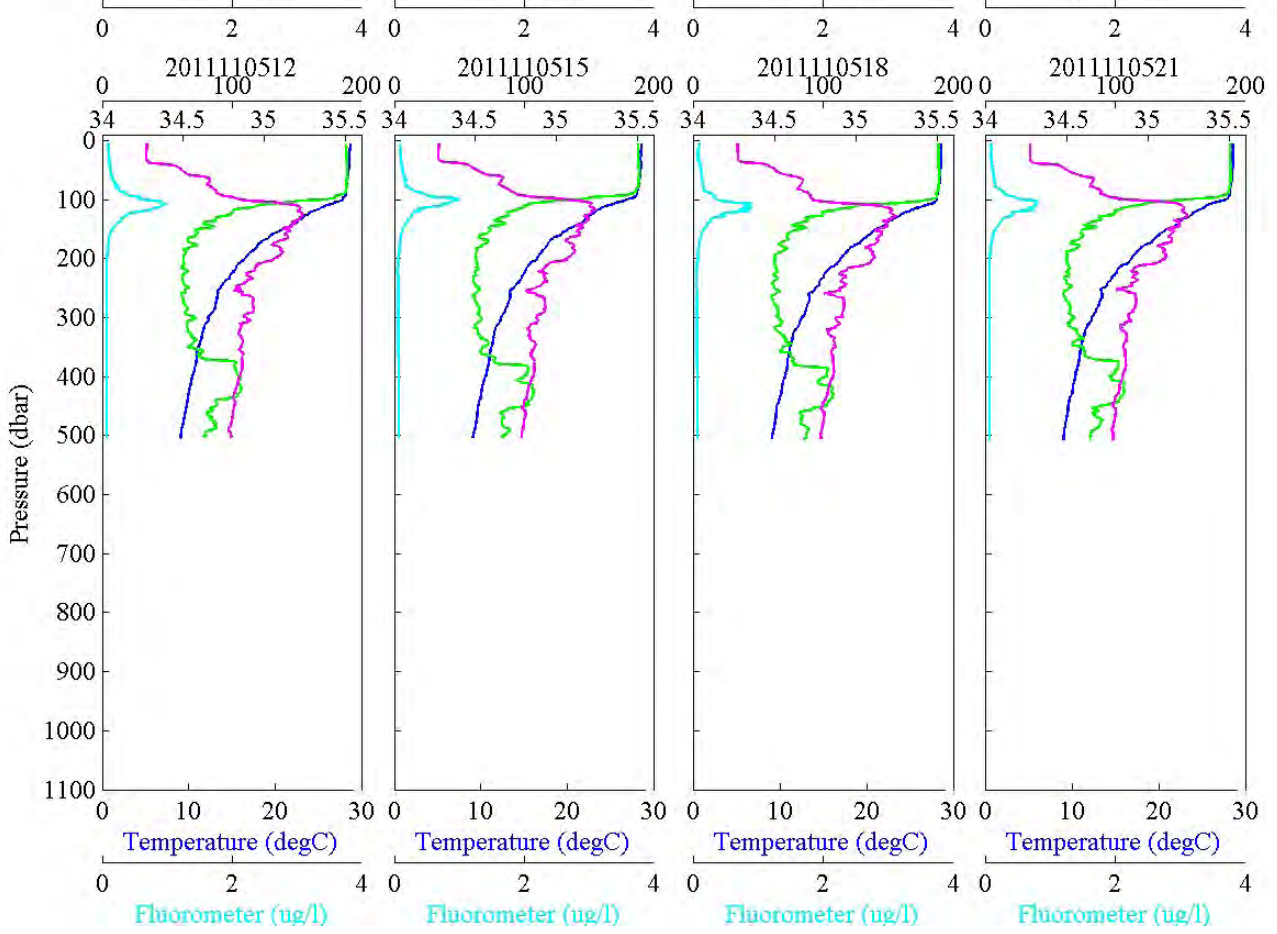 0 2 4 0 2 4 0 2 4 0 2 4
2011110512 2011110515 2011110518 2011110521
0 100 200 0 100 200 0 100 200 0 100 200
34 34.5 35 35.5 34 34.5 35 35.5 34 34.5 35 35.5 34 34.5 35 35.5
0
100
200
300
400
500
600
700
800
900
1000
1100
Pressure (dbar)
0 10 20 30 0 10 20 30 0 10 20 30 0 10 20 30
Temperature (degC) Temperature (degC) Temperature (degC) Temperature (degC)
0 2 4 0 2 4 0 2 4 0 2 4
Fluorometer (ug/l) Fluorometer (ug/l) Fluorometer (ug/l) Fluorometer (ug/l)